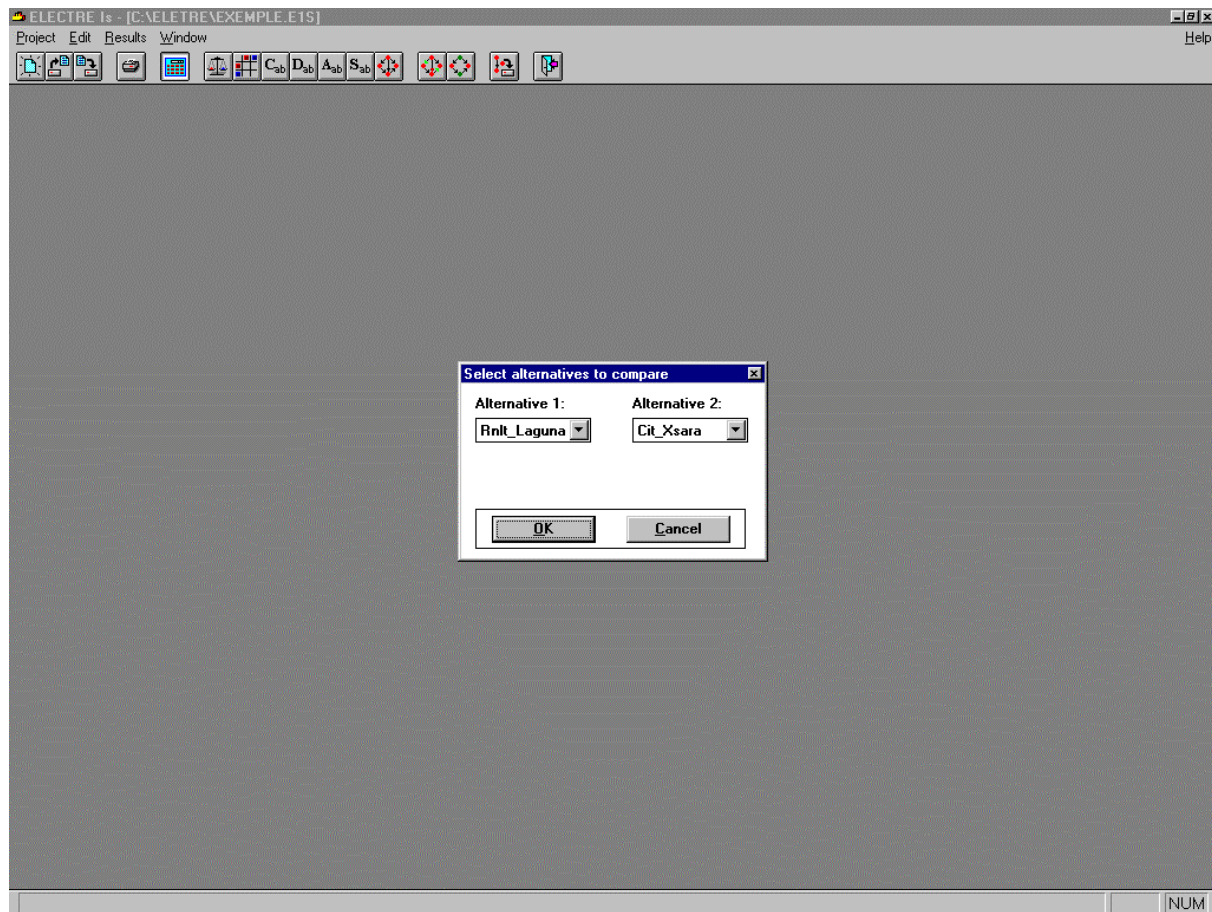 ELECTRE Is - [C:\ELETRE\EXEMPLE.E1S]
Project Edit Results Window Help
Cab Dab Aab Sab
Select alternatives to compare
Alternative 1: Alternative 2:
Rnlt_Laguna Cit_Xsara
OK Cancel
NUM